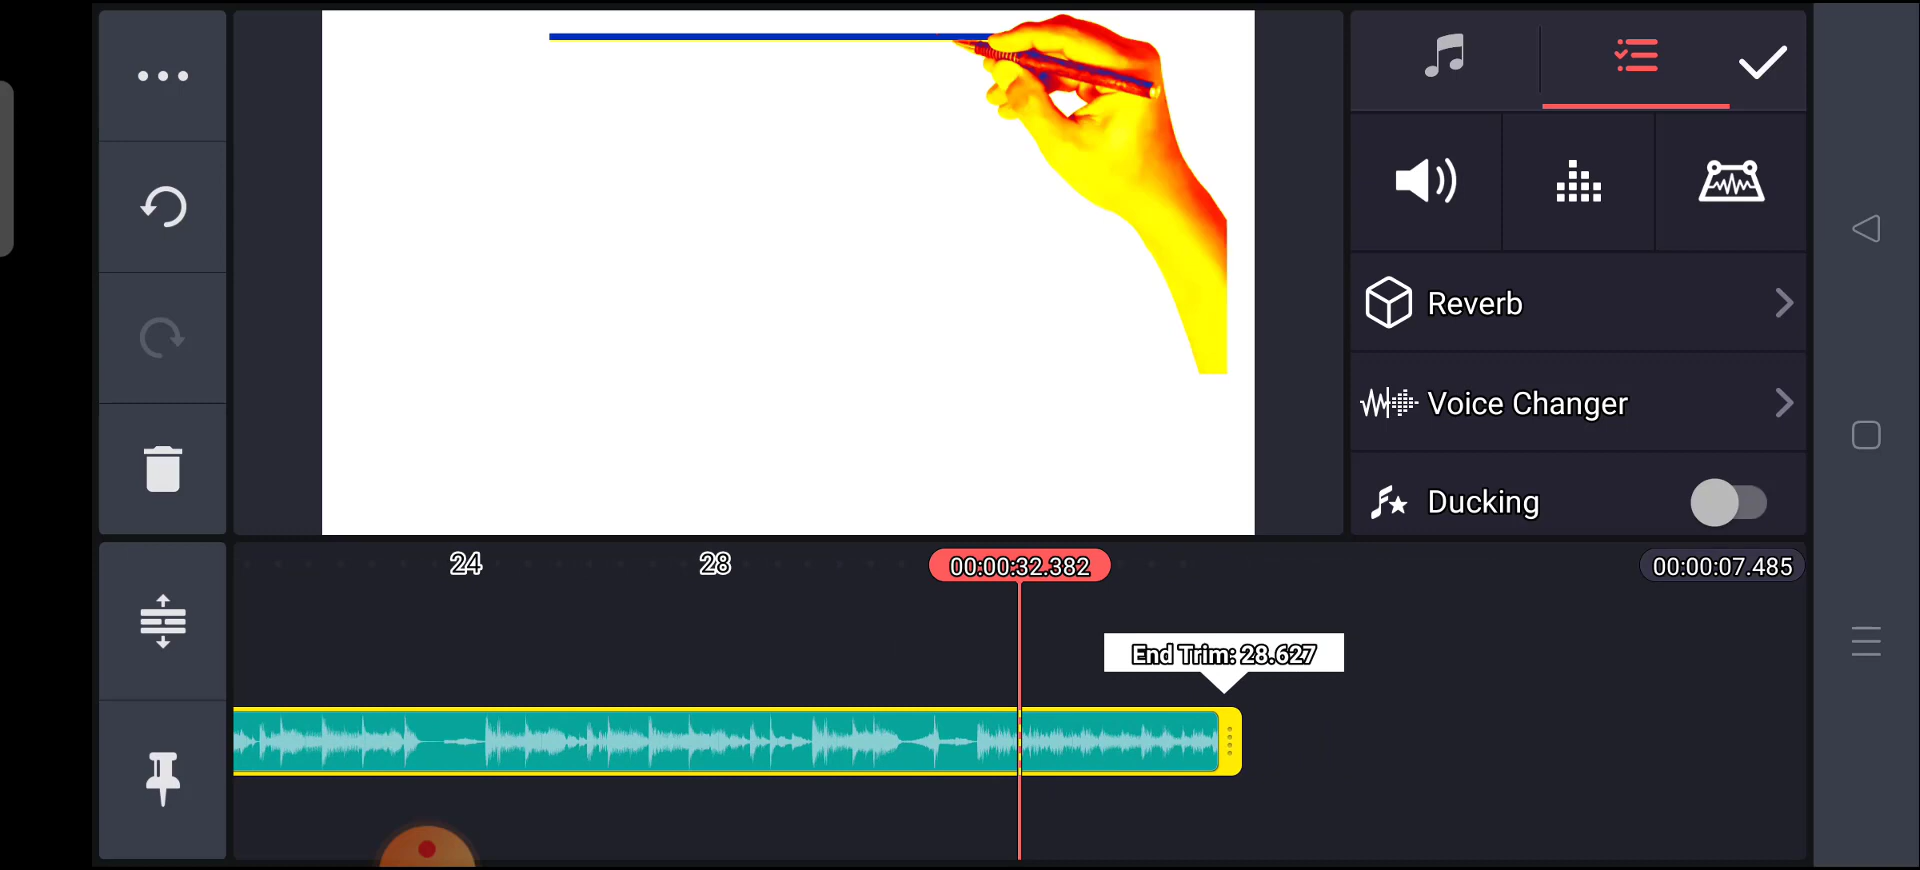 Reverb
Voice Changer
Ducking
24
28
00:00:32.382
00:00:07.485
End Trim: 28.627